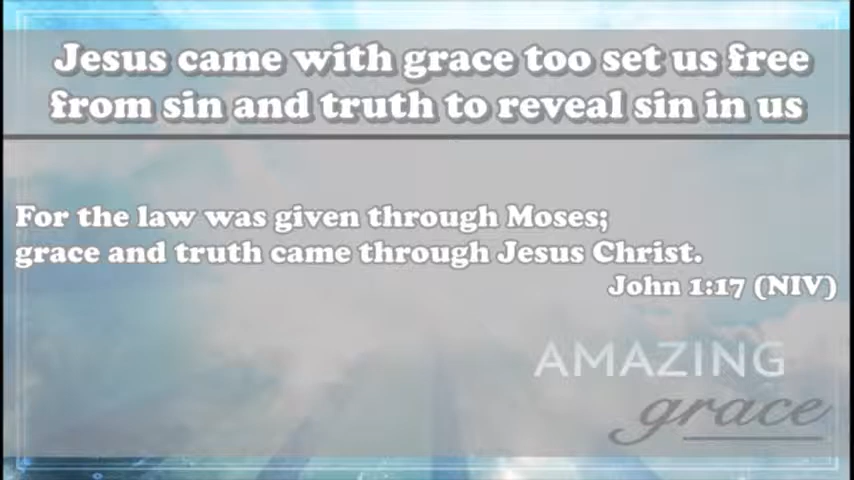 Jesus came with grace too set us free
from sin and truth to reveal sin in us
For the law was given through Moses;
grace and truth came through Jesus Christ.
John 1:17 (NIV)
AMAZING
grace